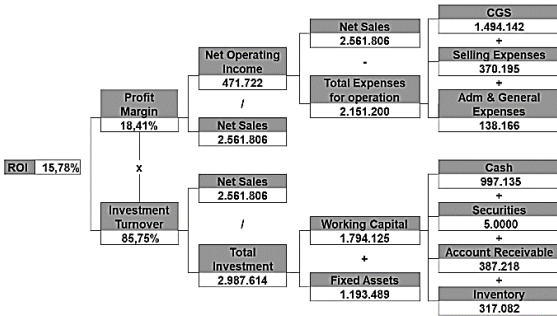 CGS
1.494.142
+
Net Sales
2.561.806
-
Selling Expenses
370.195
+
Net Operating
Income
471.722
/
Total Expenses
for operation
2.151.200
Adm & General
Expenses
138.166
Profit
Margin
18,41%
Net Sales
2.561.806
ROI 15,78%
x
Cash
997.135
+
Net Sales
2.561.806
/
Investment
Turnover
85,75%
Securities
5.0000
+
Working Capital
1.794.125
+
Total
Investment
2.987.614
Account Receivable
387.218
+
Fixed Assets
1.193.489
Inventory
317.082